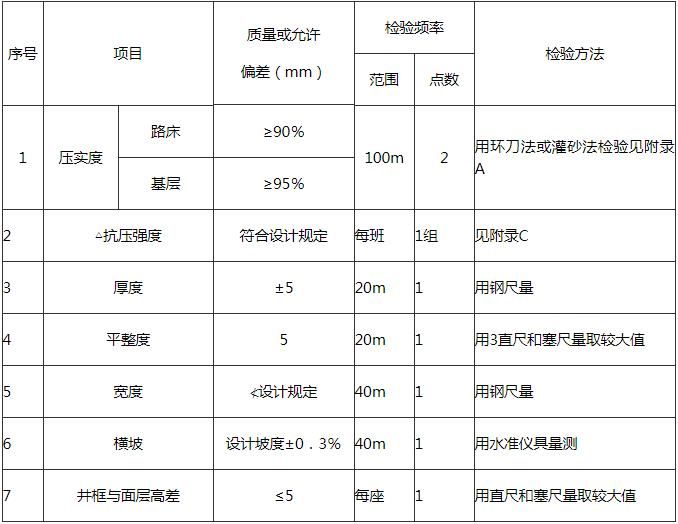 序号 项目 质量或允许偏差（mm） 检验频率 检验方法
范围 点数
1 压实度 路床 ≥90% 100m 2 用环刀法或灌砂法检验见附录A
基层 ≥95%
2 △抗压强度 符合设计规定 每班 1组 见附录C
3 厚度 ±5 20m 1 用钢尺量
4 平整度 5 20m 1 用3直尺和塞尺量取较大值
5 宽度 ≮设计规定 40m 1 用钢尺量
6 横坡 设计坡度±0．3% 40m 1 用水准仪具量测
7 井框与面层高差 ≤5 每座 1 用直尺和塞尺量取较大值